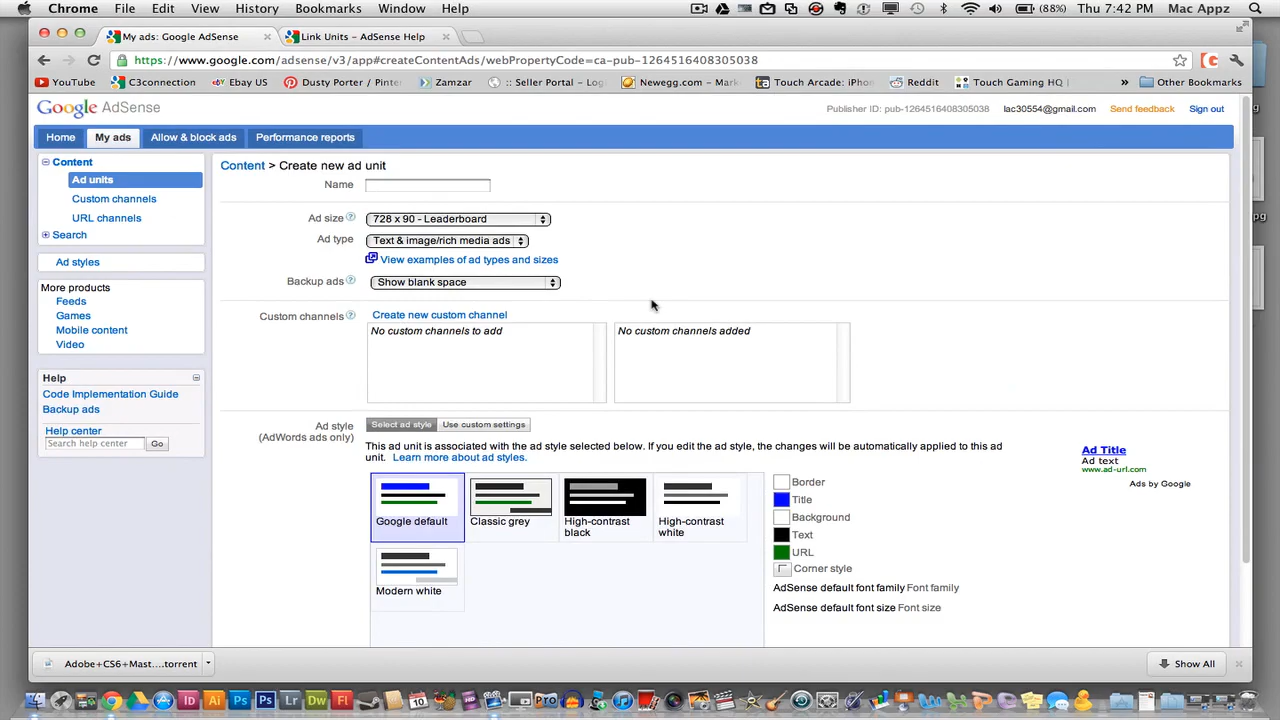 Chrome File Edit View History Bookmarks Window Help (88%) Thu 7:42 PM Mac Appz
My ads: Google AdSense Link Units – AdSense Help
https://www.google.com/adsense/v3/app#createContentAds/webPropertyCode=ca-pub-1264516408305038
YouTube C3connection Ebay US Dusty Porter / Pinter Zamzar :: Seller Portal - Log Newegg.com - Mark Touch Arcade: iPho Reddit Touch Gaming HQ | » Other Bookmarks
Google AdSense Publisher ID: pub-1264516408305038 lac30554@gmail.com Send feedback Sign out
Home My ads Allow & block ads Performance reports
Content
Ad units
Custom channels
URL channels
Search
Ad styles
More products
Feeds
Games
Mobile content
Video
Help
Code Implementation Guide
Backup ads
Help center
Search help center Go
Content > Create new ad unit
Name
Ad size ? 728 x 90 - Leaderboard
Ad type Text & image/rich media ads
View examples of ad types and sizes
Backup ads ? Show blank space
Custom channels ? Create new custom channel
No custom channels to add No custom channels added
Ad style Select ad style Use custom settings
(AdWords ads only)
This ad unit is associated with the ad style selected below. If you edit the ad style, the changes will be automatically applied to this ad
unit. Learn more about ad styles.
Google default Classic grey High-contrast black High-contrast white
Modern white
Border
Title
Background
Text
URL
Corner style
AdSense default font family Font family
AdSense default font size Font size
Ad Title
Ad text
www.ad-url.com
Ads by Google
Adobe+CS6+Mast....torrent Show All